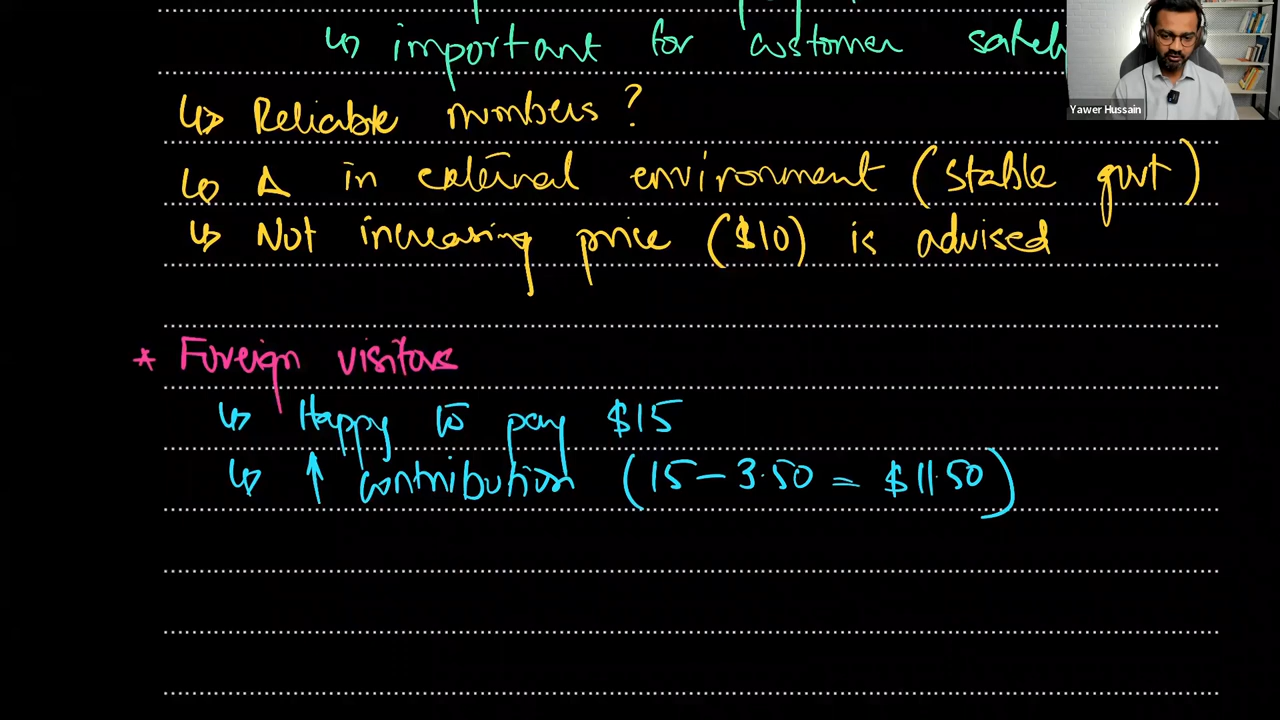 ↳ important for customer
Yawer Hussain
↳ Reliable numbers?
↳ Δ in external environment (stable govt)
↳ Not increasing price ($10) is advised
* Foreign visitors
↳ Happy to pay $15
↳ ↑ contribution (15 - 3.50 = $11.50)